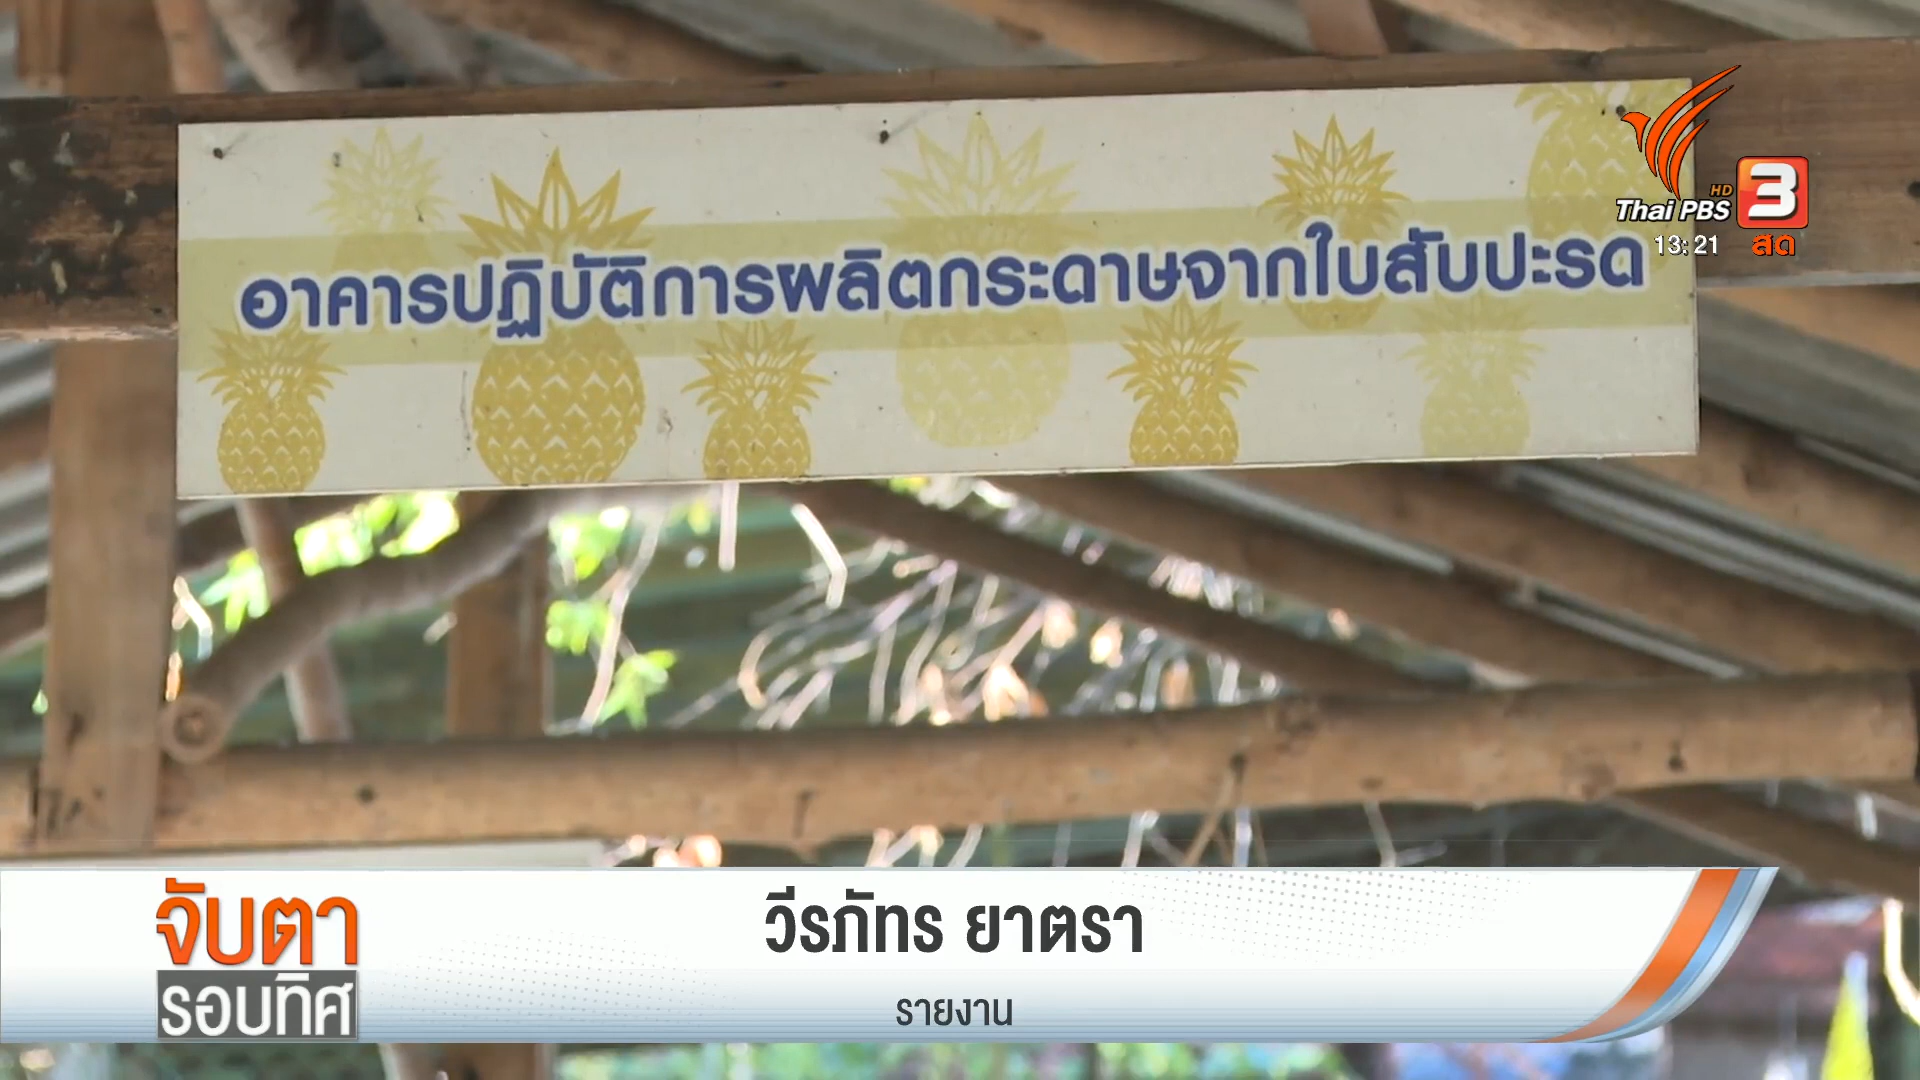 อาคารปฏิบัติการผลิตกระดาษจากใบสับปะรด
Thai PBS HD 3
13:21 สด
จับตา
รอบทิศ
วีรภัทร ยาตรา
รายงาน